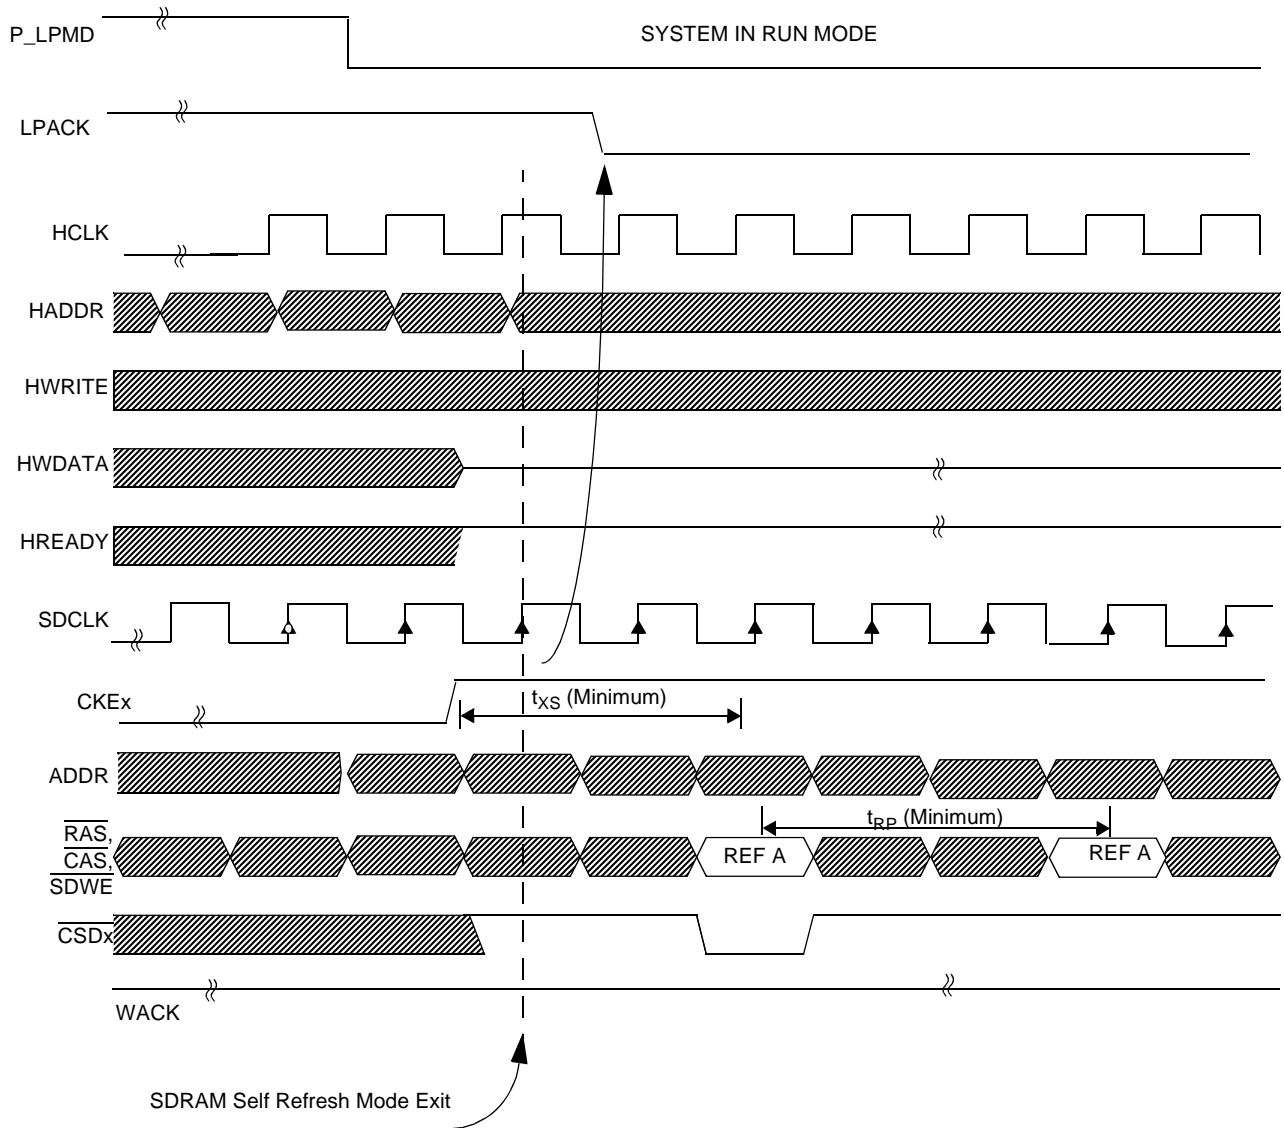 P_LPMD
SYSTEM IN RUN MODE
LPACK
HCLK
HADDR
HWRITE
HWDATA
HREADY
SDCLK
CKEx
tXS (Minimum)
ADDR
RAS,
CAS,
SDWE
tRP (Minimum)
REF A
REF A
CSDx
WACK
SDRAM Self Refresh Mode Exit